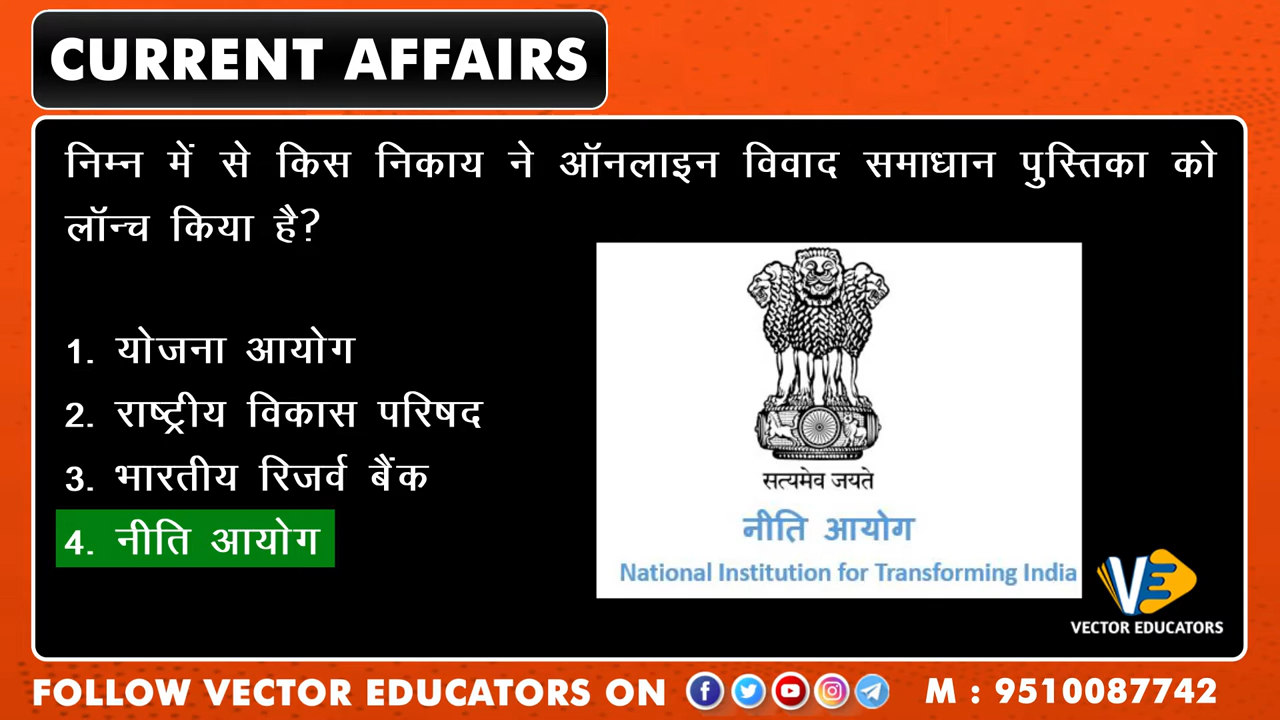 CURRENT AFFAIRS
निम्न में से किस निकाय ने ऑनलाइन विवाद समाधान पुस्तिका को
लॉन्च किया है?
1. योजना आयोग
2. राष्ट्रीय विकास परिषद
3. भारतीय रिजर्व बैंक
4. नीति आयोग
सत्यमेव जयते
नीति आयोग
National Institution for Transforming India
VE
VECTOR EDUCATORS
FOLLOW VECTOR EDUCATORS ON
M : 9510087742